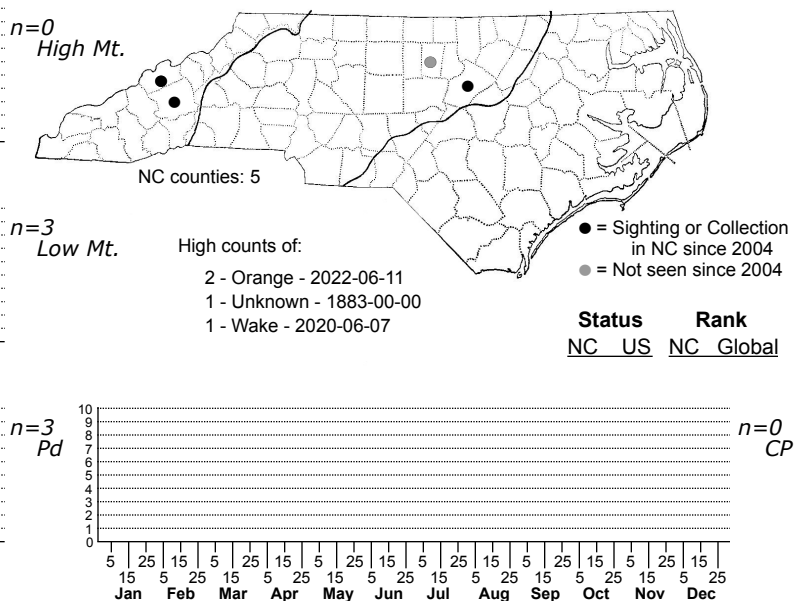 n=0
High Mt.
NC counties: 5
n=3
Low Mt.
High counts of:
2 - Orange - 2022-06-11
1 - Unknown - 1883-00-00
1 - Wake - 2020-06-07
● = Sighting or Collection
in NC since 2004
● = Not seen since 2004
Status Rank
NC US NC Global
n=3
Pd
10
9
8
7
6
5
4
3
2
1
0
n=0
CP
5 25 15 5 25 15 5 25 15 5 25 15 5 25 15 5 25 15
15 5 25 15 5 25 15 5 25 15 5 25 15 5 25 15 5 25
Jan Feb Mar Apr May Jun Jul Aug Sep Oct Nov Dec